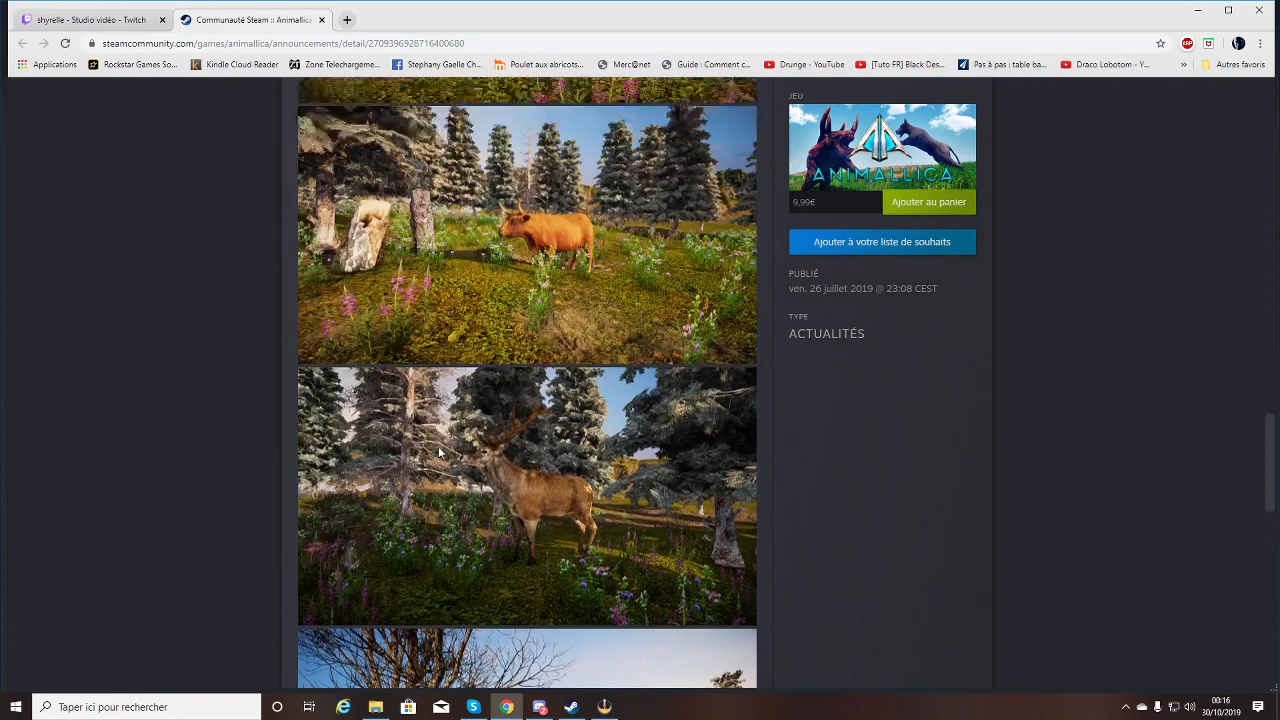 shyrelle - Studio vidéo - Twitch
Communauté Steam :: Animallica
steamcommunity.com/games/animallica/announcements/detail/2709396928716400680
Applications
Rockstar Games So...
Kindle Cloud Reader
Zone Telechargeme...
Stephany Gaelle Ch...
Poulet aux abricots...
Merc@net
Guide : Comment c...
Drunge - YouTube
[Tuto FR] Black Des...
Pas à pas : table ba...
Draco Lobotom - Y...
»
Autres favoris
JEU
ANIMALLICA
9,99€
Ajouter au panier
Ajouter à votre liste de souhaits
PUBLIÉ
ven. 26 juillet 2019 @ 23:08 CEST
TYPE
ACTUALITÉS
Taper ici pour rechercher
00:16
30/10/2019